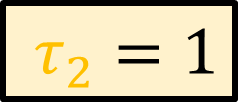 τ₂ = 1